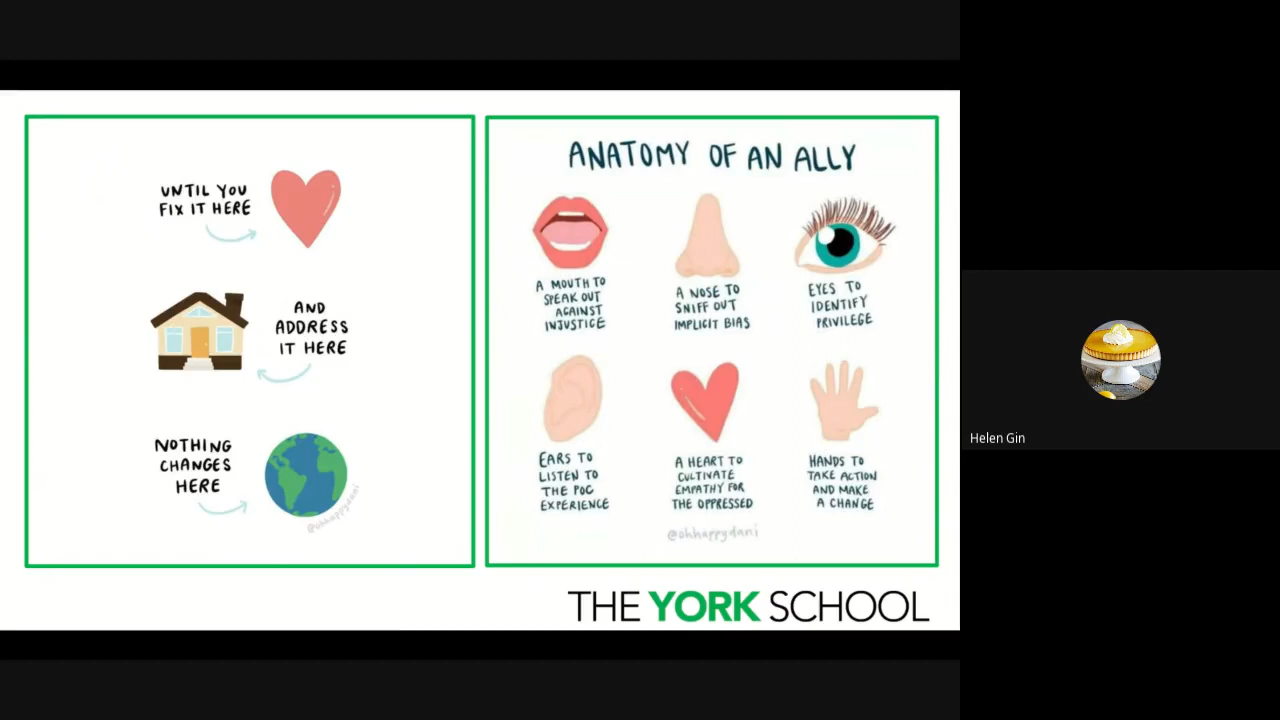 UNTIL YOU
FIX IT HERE
AND
ADDRESS
IT HERE
NOTHING
CHANGES
HERE
@ohhappydani
ANATOMY OF AN ALLY
A MOUTH TO
SPEAK OUT
AGAINST
INJUSTICE
A NOSE TO
SNIFF OUT
IMPLICIT BIAS
EYES TO
IDENTIFY
PRIVILEGE
EARS TO
LISTEN TO
THE POC
EXPERIENCE
A HEART TO
CULTIVATE
EMPATHY FOR
THE OPPRESSED
HANDS TO
TAKE ACTION
AND MAKE
A CHANGE
@ohhappydani
THE YORK SCHOOL
Helen Gin